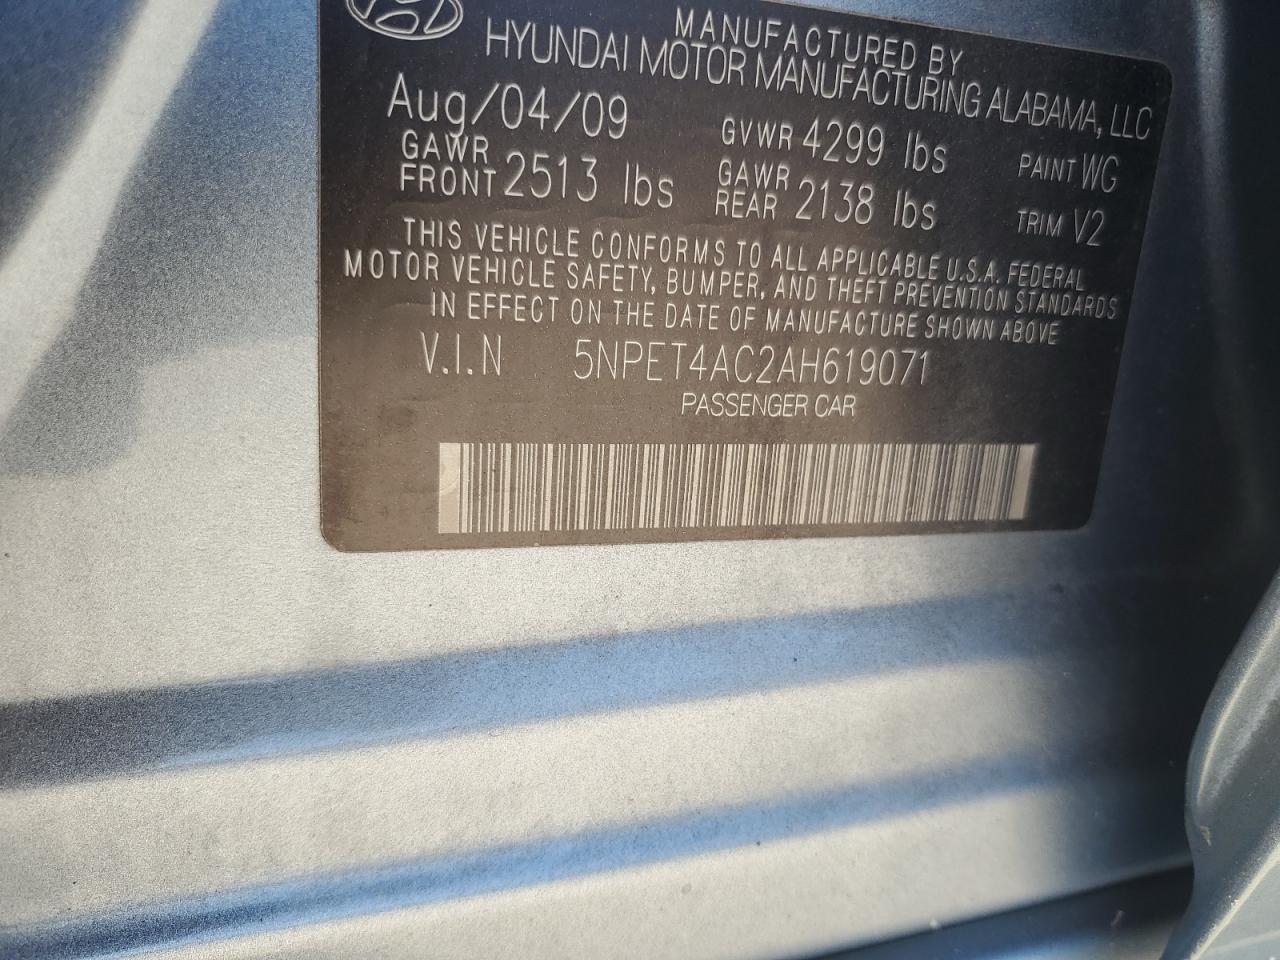 MANUFACTURED BY
HYUNDAI MOTOR MANUFACTURING ALABAMA, LLC
Aug/04/09 GVWR 4299 lbs PAINT WG
GAWR FRONT 2513 lbs GAWR REAR 2138 lbs TRIM V2
THIS VEHICLE CONFORMS TO ALL APPLICABLE U.S.A. FEDERAL
MOTOR VEHICLE SAFETY, BUMPER, AND THEFT PREVENTION STANDARDS
IN EFFECT ON THE DATE OF MANUFACTURE SHOWN ABOVE
V.I.N 5NPET4AC2AH619071
PASSENGER CAR